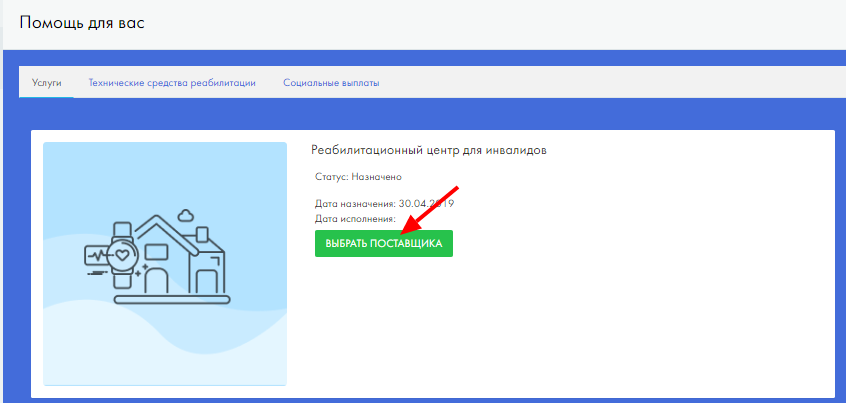 Помощь для вас
Услуги Технические средства реабилитации Социальные выплаты
Реабилитационный центр для инвалидов
Статус: Назначено
Дата назначения: 30.04.2019
Дата исполнения:
ВЫБРАТЬ ПОСТАВЩИКА